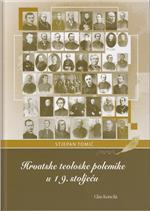 STJEPAN TOMIĆ
Hrvatske teološke polemike
u 19. stoljeću
Glas Koncila